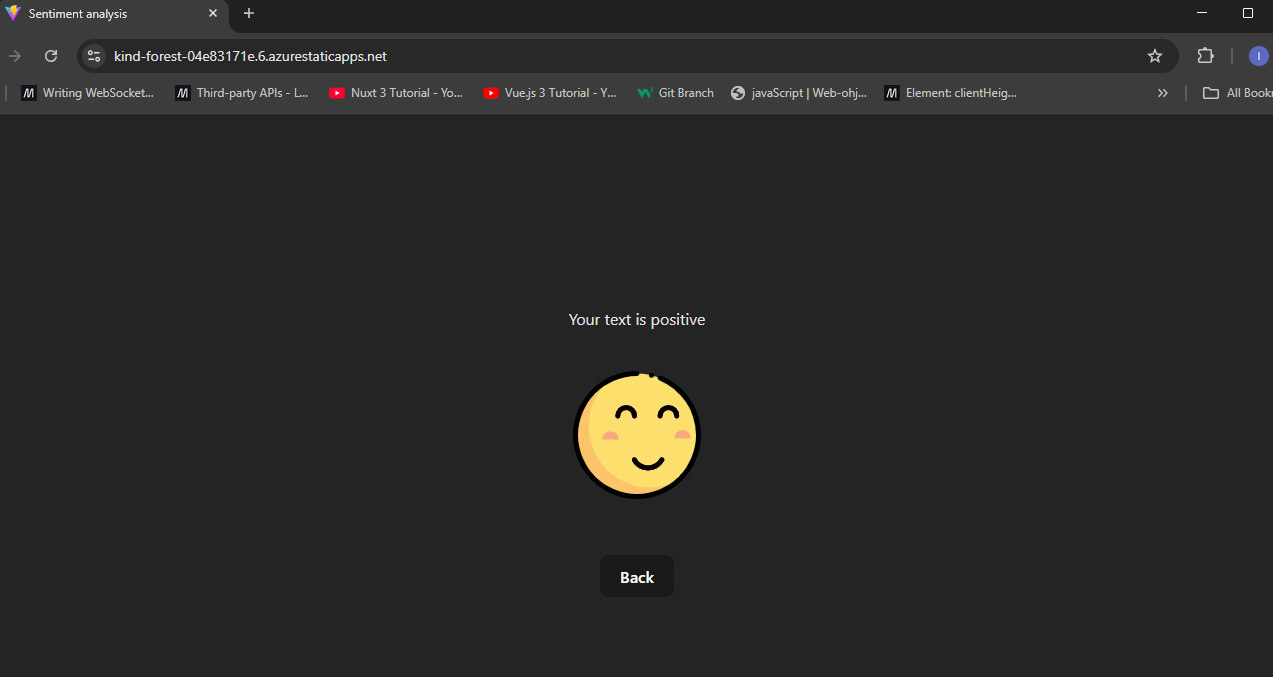 Sentiment analysis
kind-forest-04e83171e.6.azurestaticapps.net
I
Writing WebSocket... Third-party APIs - L... Nuxt 3 Tutorial - Yo... Vue.js 3 Tutorial - Y... Git Branch javaScript | Web-ohj... Element: clientHeig... All Bookr
Your text is positive
Back